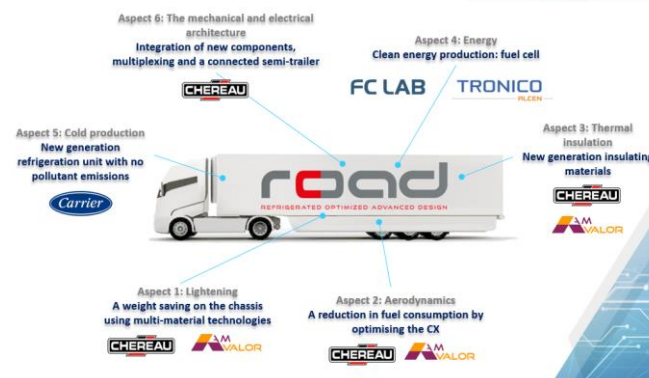 Aspect 6: The mechanical and electrical
architecture
Integration of new components,
multiplexing and a connected semi-trailer
CHEREAU
Aspect 4: Energy
Clean energy production: fuel cell
FC LAB
TRONICO
ALCEN
Aspect 5: Cold production
New generation
refrigeration unit with no
pollutant emissions
Carrier
Aspect 3: Thermal
insulation
New generation insulating
materials
CHEREAU
AM
VALOR
road
REFRIGERATED OPTIMIZED ADVANCED DESIGN
Aspect 1: Lightening
A weight saving on the chassis
using multi-material technologies
CHEREAU
AM
VALOR
Aspect 2: Aerodynamics
A reduction in fuel consumption by
optimising the CX
CHEREAU
AM
VALOR